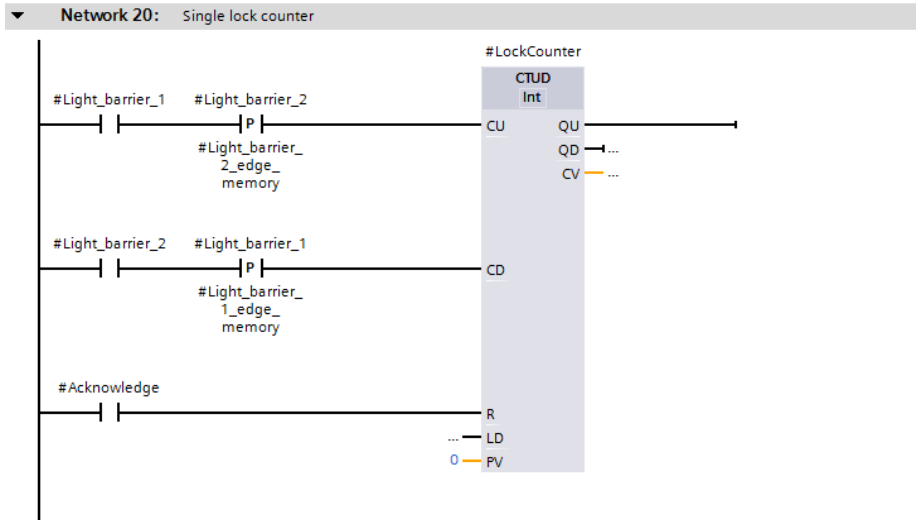 Network 20: Single lock counter
#LockCounter
CTUD
Int
#Light_barrier_1 #Light_barrier_2
P
CU QU
#Light_barrier_
2_edge_
memory
QD ...
CV ...
#Light_barrier_2 #Light_barrier_1
P
CD
#Light_barrier_
1_edge_
memory
#Acknowledge
R
... LD
0 PV